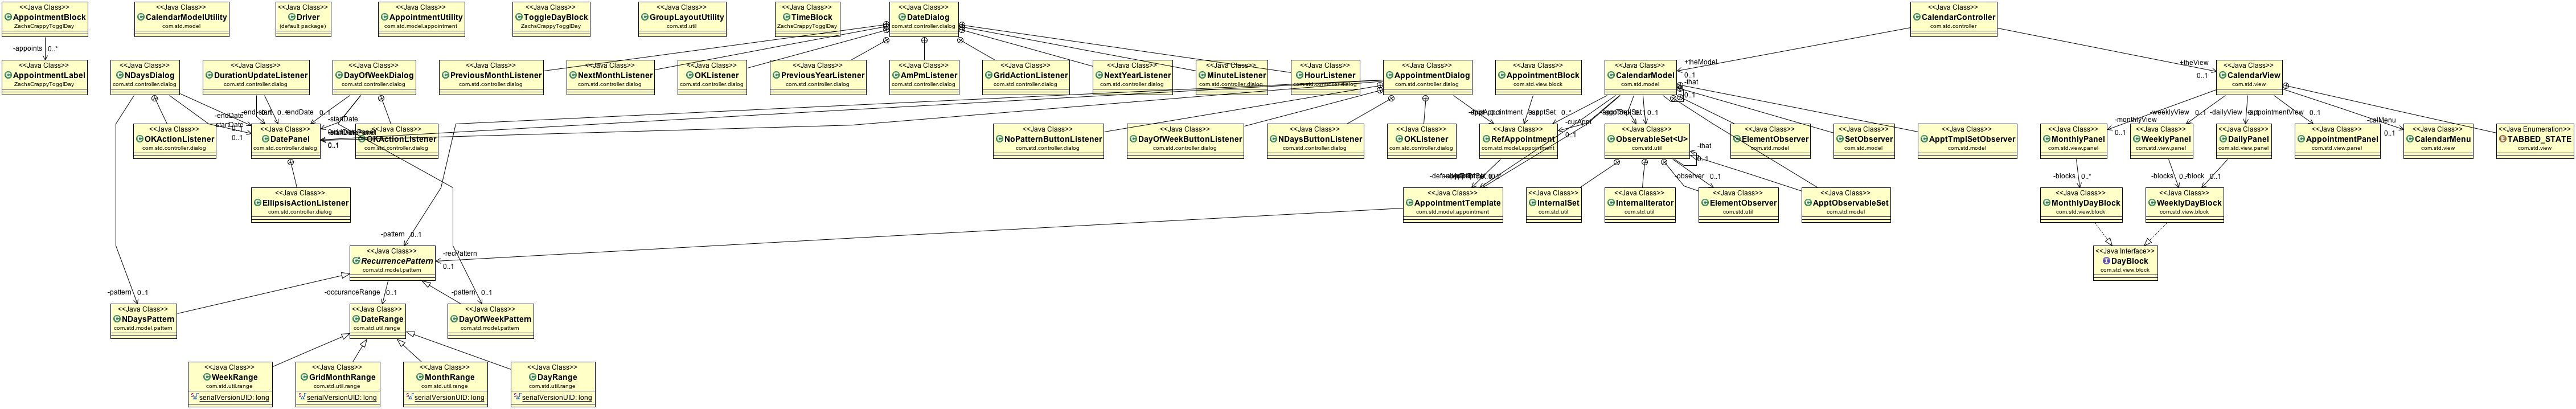 <<Java Class>>
AppointmentBlock
ZachsCrappyTogglDay
<<Java Class>>
CalendarModelUtility
com.std.model
<<Java Class>>
Driver
(default package)
<<Java Class>>
AppointmentUtility
com.std.model.appointment
<<Java Class>>
ToggleDayBlock
ZachsCrappyTogglDay
<<Java Class>>
GroupLayoutUtility
com.std.util
<<Java Class>>
TimeBlock
ZachsCrappyTogglDay
<<Java Class>>
DateDialog
com.std.controller.dialog
<<Java Class>>
CalendarController
com.std.controller
-appoints 0..*
+theModel
0..1
+theView
0..1
<<Java Class>>
AppointmentLabel
ZachsCrappyTogglDay
<<Java Class>>
NDaysDialog
com.std.controller.dialog
<<Java Class>>
DurationUpdateListener
com.std.controller.dialog
<<Java Class>>
DayOfWeekDialog
com.std.controller.dialog
<<Java Class>>
PreviousMonthListener
com.std.controller.dialog
<<Java Class>>
NextMonthListener
com.std.controller.dialog
<<Java Class>>
OKListener
com.std.controller.dialog
<<Java Class>>
PreviousYearListener
com.std.controller.dialog
<<Java Class>>
AmPmListener
com.std.controller.dialog
<<Java Class>>
GridActionListener
com.std.controller.dialog
<<Java Class>>
NextYearListener
com.std.controller.dialog
<<Java Class>>
MinuteListener
com.std.controller.dialog
<<Java Class>>
HourListener
com.std.controller.dialog
<<Java Class>>
AppointmentDialog
com.std.controller.dialog
<<Java Class>>
AppointmentBlock
com.std.view.block
<<Java Class>>
CalendarModel
com.std.model
-that
0..1
<<Java Class>>
CalendarView
com.std.view
-endDate
-startDate
0..1
0..1
-endDate
-startDate
0..1
-currAppt
0..1
-monthlyView
0..1
-weeklyView 0..1
-dailyView
-appointmentView 0..1
-calMenu
0..1
<<Java Class>>
OKActionListener
com.std.controller.dialog
<<Java Class>>
DatePanel
com.std.controller.dialog
<<Java Class>>
OKActionListener
com.std.controller.dialog
<<Java Class>>
NoPatternButtonListener
com.std.controller.dialog
<<Java Class>>
DayOfWeekButtonListener
com.std.controller.dialog
<<Java Class>>
NDaysButtonListener
com.std.controller.dialog
<<Java Class>>
OKListener
com.std.controller.dialog
<<Java Class>>
RefAppointment
com.std.model.appointment
<<Java Class>>
ObservableSet<U>
com.std.util
-that
0..1
<<Java Class>>
ElementObserver
com.std.model
<<Java Class>>
SetObserver
com.std.model
<<Java Class>>
ApptTmplSetObserver
com.std.model
<<Java Class>>
MonthlyPanel
com.std.view.panel
<<Java Class>>
WeeklyPanel
com.std.view.panel
<<Java Class>>
DailyPanel
com.std.view.panel
<<Java Class>>
AppointmentPanel
com.std.view.panel
<<Java Class>>
CalendarMenu
com.std.view
<<Java Enumeration>>
TABBED_STATE
com.std.view
-observer 0..1
-blocks 0..*
-blocks
-block 0..1
<<Java Class>>
EllipsisActionListener
com.std.controller.dialog
<<Java Class>>
AppointmentTemplate
com.std.model.appointment
<<Java Class>>
InternalSet
com.std.util
<<Java Class>>
InternalIterator
com.std.util
<<Java Class>>
ElementObserver
com.std.util
<<Java Class>>
ApptObservableSet
com.std.model
<<Java Class>>
MonthlyDayBlock
com.std.view.block
<<Java Class>>
WeeklyDayBlock
com.std.view.block
-pattern 0..1
-recPattern
0..1
<<Java Class>>
RecurrencePattern
com.std.model.pattern
<<Java Interface>>
DayBlock
com.std.view.block
-pattern 0..1
-occuranceRange 0..1
-pattern 0..1
<<Java Class>>
NDaysPattern
com.std.model.pattern
<<Java Class>>
DateRange
com.std.util.range
<<Java Class>>
DayOfWeekPattern
com.std.model.pattern
<<Java Class>>
WeekRange
com.std.util.range
serialVersionUID: long
<<Java Class>>
GridMonthRange
com.std.util.range
serialVersionUID: long
<<Java Class>>
MonthRange
com.std.util.range
serialVersionUID: long
<<Java Class>>
DayRange
com.std.util.range
serialVersionUID: long